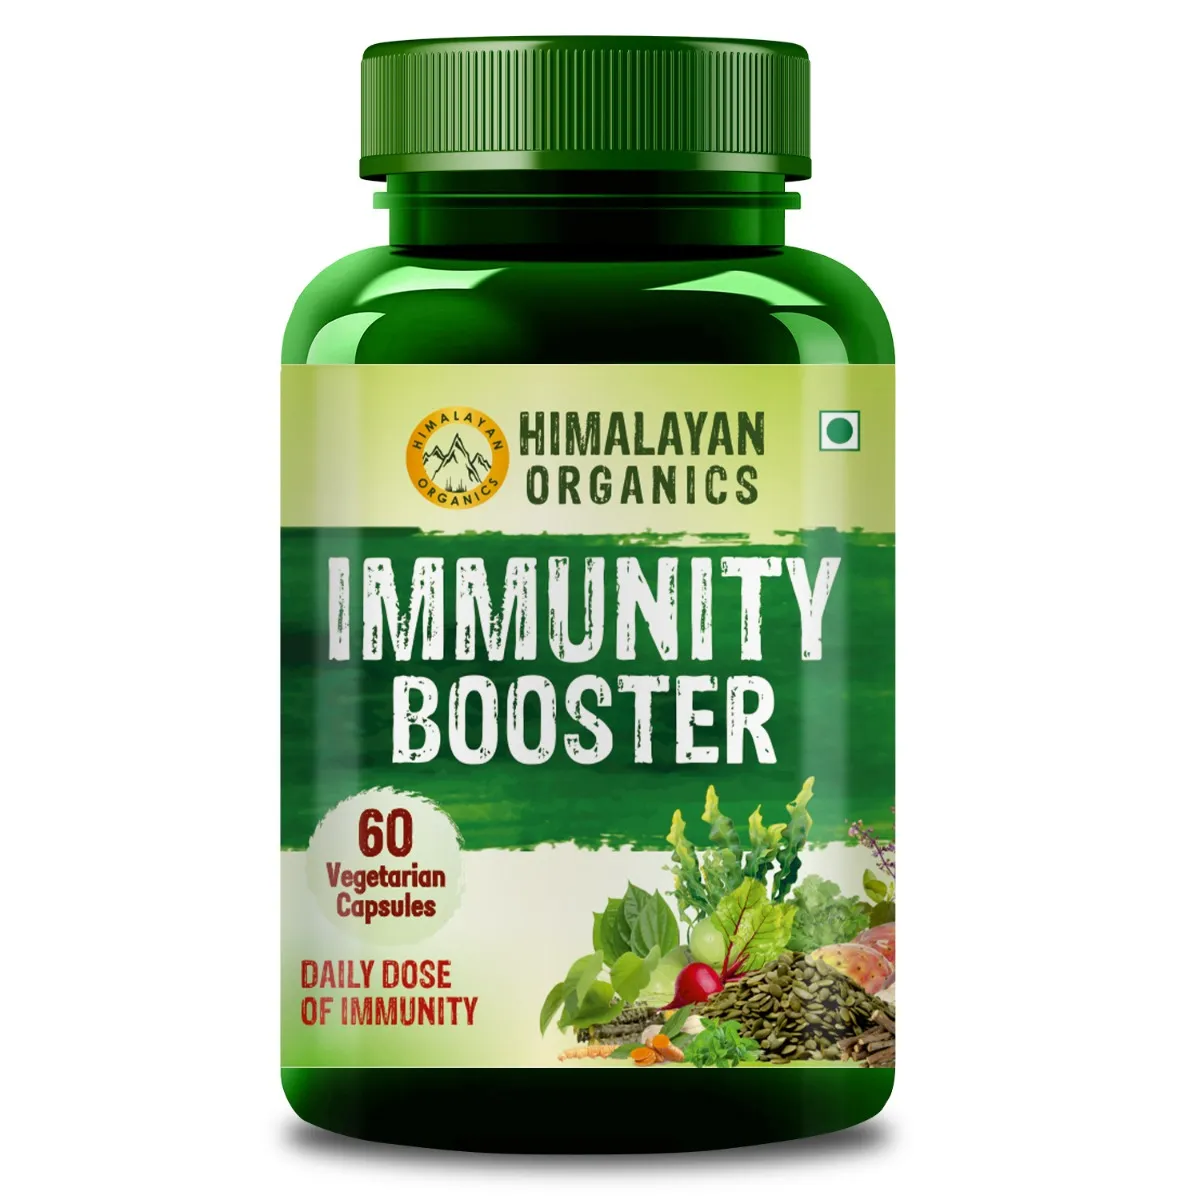 HIMALAYAN
ORGANICS
HIMALAYAN
ORGANICS
IMMUNITY
BOOSTER
60
Vegetarian
Capsules
DAILY DOSE
OF IMMUNITY